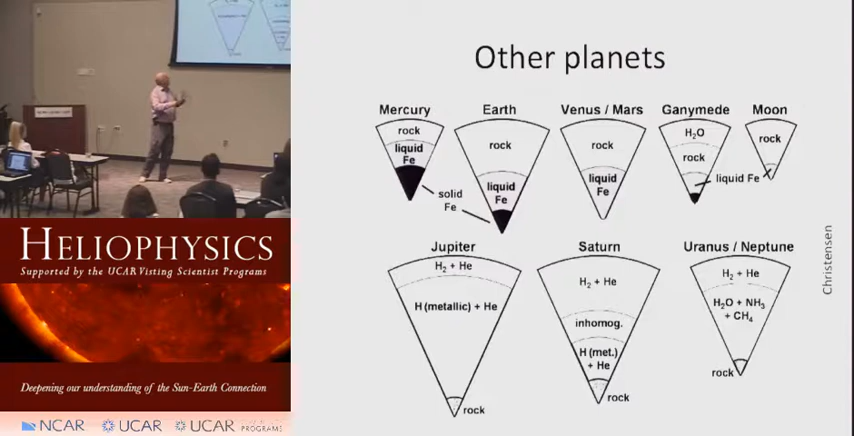 Other planets
Mercury
rock
liquid
Fe
Earth
rock
liquid
Fe
solid
Fe
Venus / Mars
rock
liquid
Fe
Ganymede
H₂O
rock
liquid Fe
Moon
rock
Jupiter
H₂ + He
H (metallic) + He
rock
Saturn
H₂ + He
inhomog.
H (met.)
+ He
rock
Uranus / Neptune
H₂ + He
H₂O + NH₃
+ CH₄
rock
Christensen
HELIOPHYSICS
Supported by the UCAR Visting Scientist Programs
Deepening our understanding of the Sun-Earth Connection
NCAR UCAR UCAR PROGRAMS